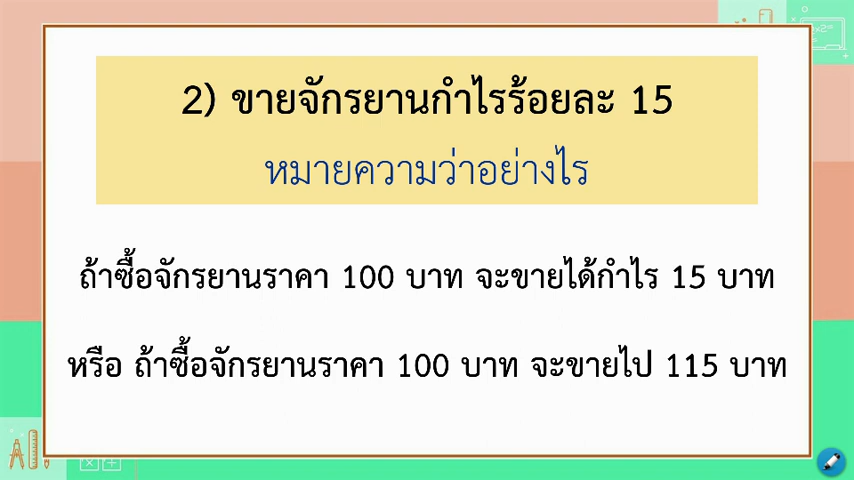 2) ขายจักรยานกำไรร้อยละ 15
หมายความว่าอย่างไร
ถ้าซื้อจักรยานราคา 100 บาท จะขายได้กำไร 15 บาท
หรือ ถ้าซื้อจักรยานราคา 100 บาท จะขายไป 115 บาท